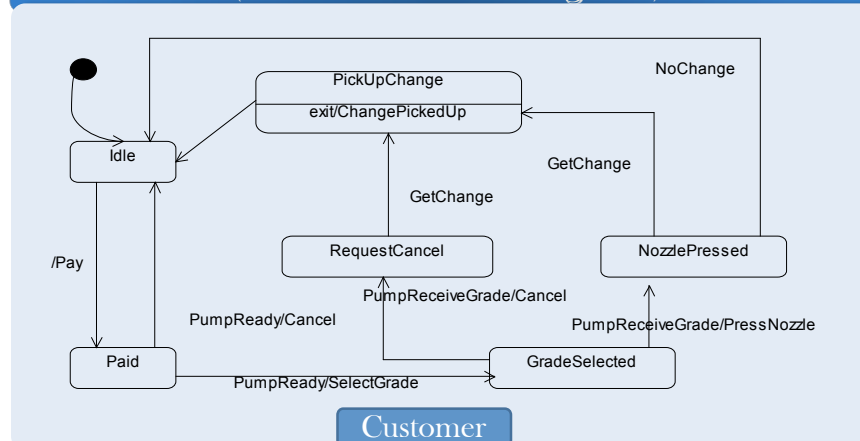 NoChange
PickUpChange
exit/ChangePickedUp
Idle
GetChange
GetChange
RequestCancel
NozzlePressed
/Pay
PumpReceiveGrade/Cancel
PumpReady/Cancel
PumpReceiveGrade/PressNozzle
Paid
GradeSelected
PumpReady/SelectGrade
Customer